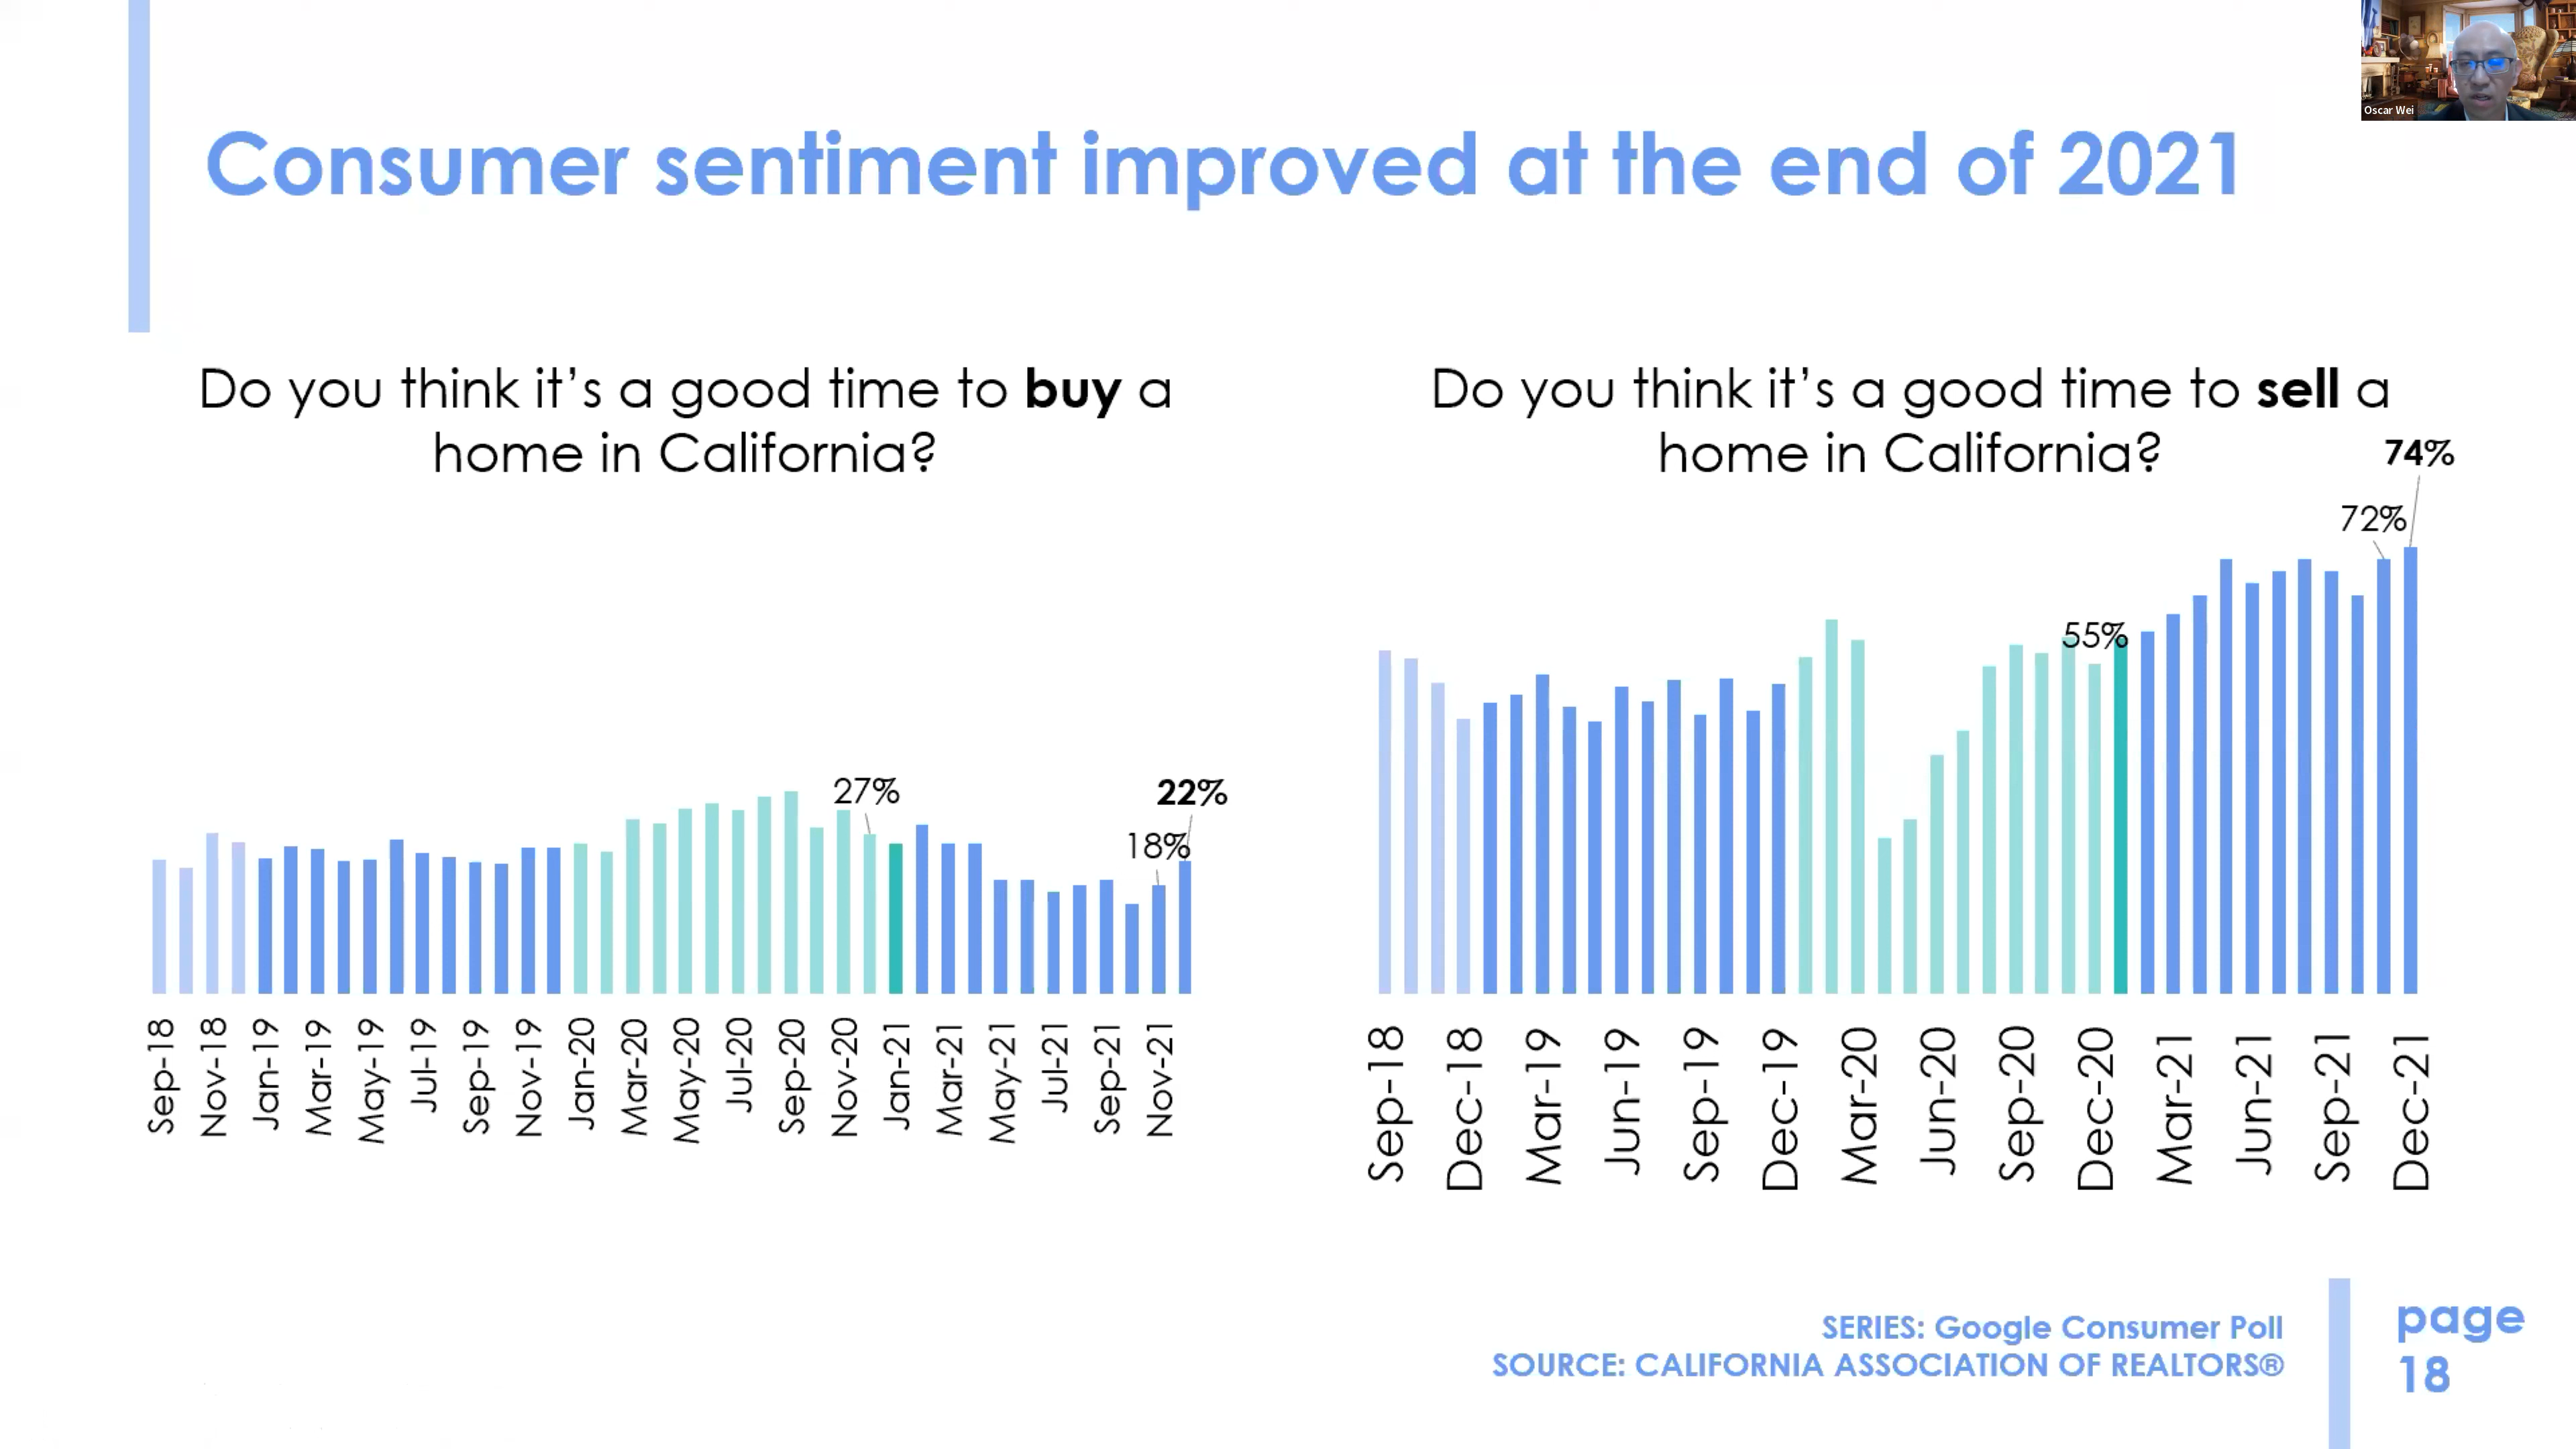 Oscar Wei
Consumer sentiment improved at the end of 2021
Do you think it's a good time to buy a
home in California?
27%
22%
18%
Sep-18
Nov-18
Jan-19
Mar-19
May-19
Jul-19
Sep-19
Nov-19
Jan-20
Mar-20
May-20
Jul-20
Sep-20
Nov-20
Jan-21
Mar-21
May-21
Jul-21
Sep-21
Nov-21
Do you think it's a good time to sell a
home in California?
74%
72%
55%
Sep-18
Dec-18
Mar-19
Jun-19
Sep-19
Dec-19
Mar-20
Jun-20
Sep-20
Dec-20
Mar-21
Jun-21
Sep-21
Dec-21
SERIES: Google Consumer Poll
SOURCE: CALIFORNIA ASSOCIATION OF REALTORS®
page
18